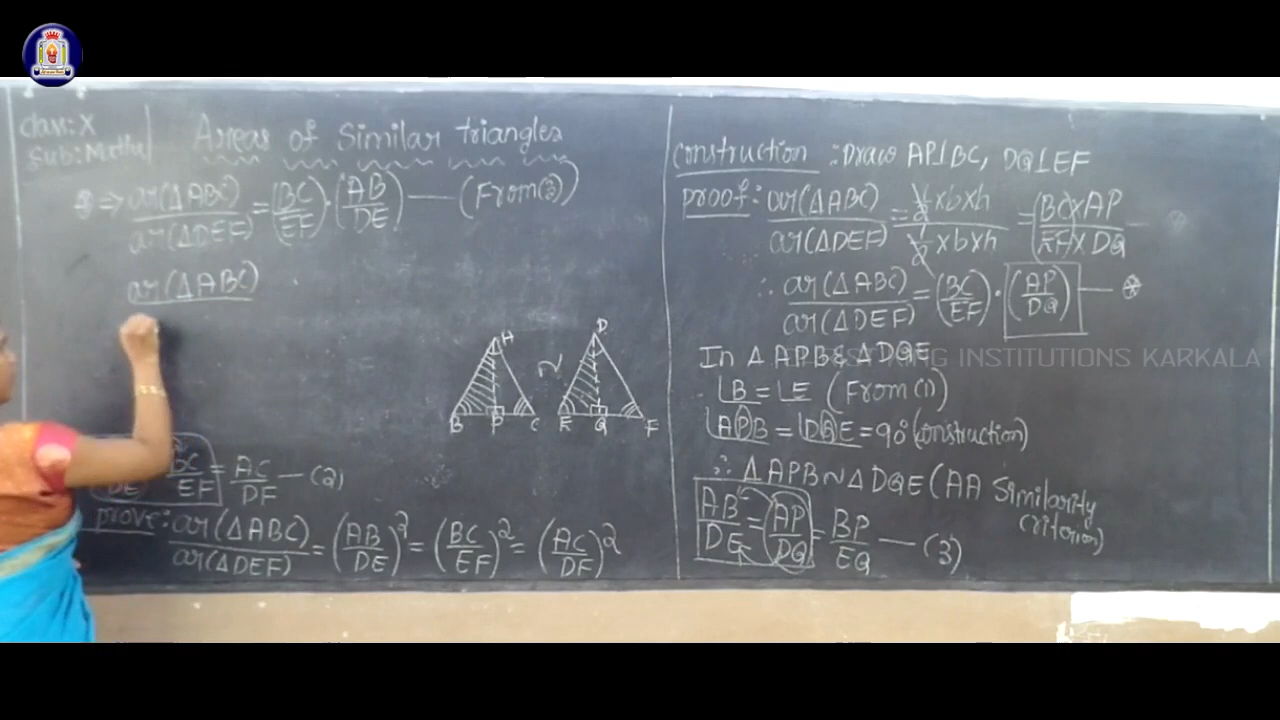 Class: X
Sub: Maths
Areas of Similar triangles
⊛ ⇒ ar(ΔABC)/ar(ΔDEF) = (BC/EF)·(AB/DE) — (From(3))
ar(ΔABC)
A D
~
B P C E Q F
DE BC/EF = AC/DF — (2)
prove: ar(ΔABC)/ar(ΔDEF) = (AB/DE)² = (BC/EF)² = (AC/DF)²
construction : Draw AP⊥BC, DQ⊥EF
proof: ar(ΔABC)/ar(ΔDEF) = ½×b×h/½×b×h = (BC)×AP/EF×DQ
∴ ar(ΔABC)/ar(ΔDEF) = (BC/EF)·(AP/DQ) — ⊛
In Δ APB & ΔDQE
∠B = ∠E (From (1))
∠APB = ∠DQE = 90° (construction)
∴ ΔAPB ~ ΔDQE (AA Similarity
criterion)
AB/DE = AP/DQ = BP/EQ — (3)
INSTITUTIONS KARKALA